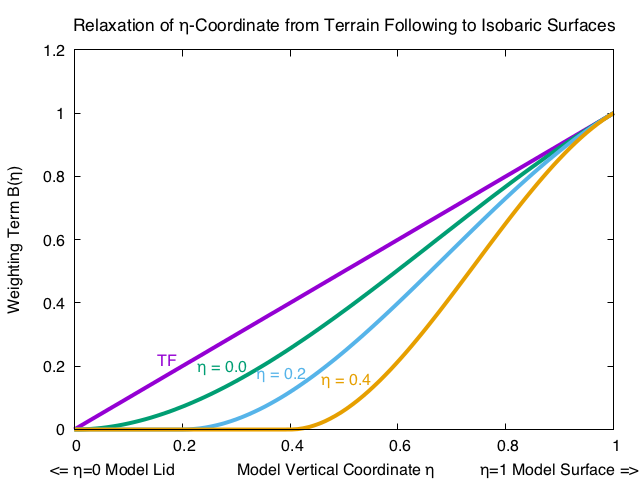 Relaxation of η-Coordinate from Terrain Following to Isobaric Surfaces
1.2
1
0.8
0.6
0.4
0.2
0
Weighting Term B(η)
TF
η = 0.0
η = 0.2
η = 0.4
0 0.2 0.4 0.6 0.8 1
<= η=0 Model Lid Model Vertical Coordinate η η=1 Model Surface =>